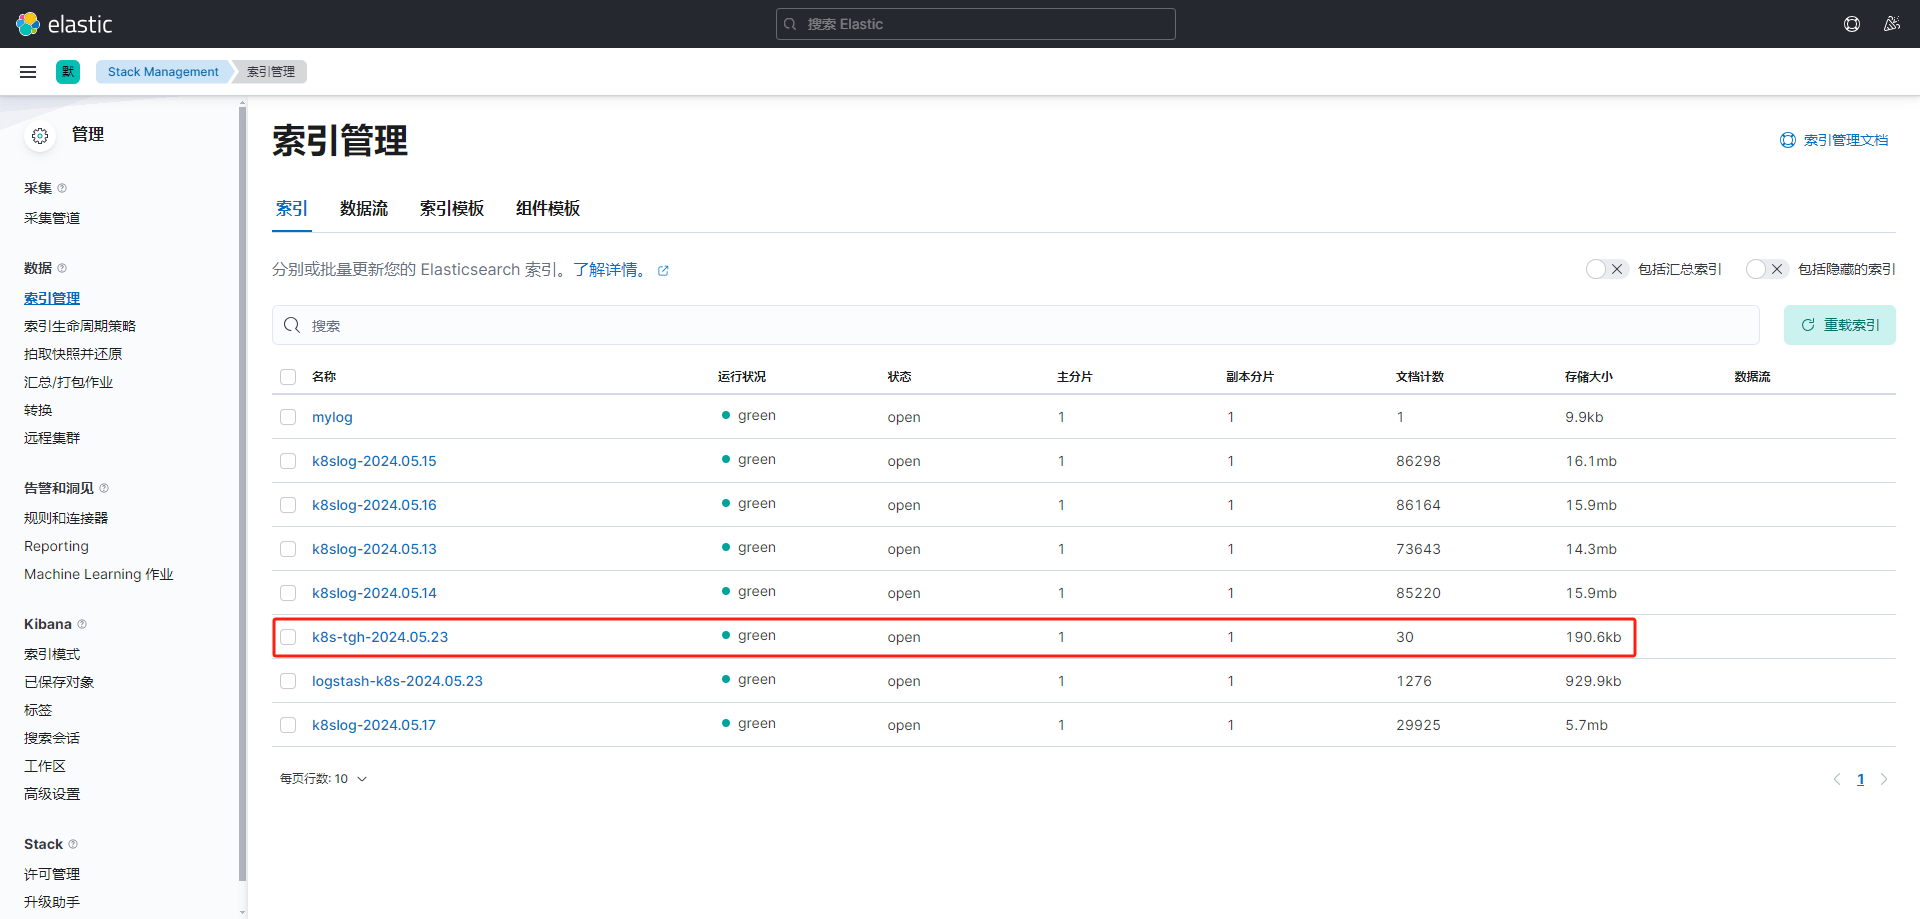 elastic
搜索 Elastic
默
Stack Management
索引管理
管理
采集
采集管道
数据
索引管理
索引生命周期策略
拍取快照并还原
汇总/打包作业
转换
远程集群
告警和洞见
规则和连接器
Reporting
Machine Learning 作业
Kibana
索引模式
已保存对象
标签
搜索会话
工作区
高级设置
Stack
许可管理
升级助手
索引管理
索引管理文档
索引 数据流 索引模板 组件模板
分别或批量更新您的 Elasticsearch 索引。了解详情。
包括汇总索引 包括隐藏的索引
搜索
重载索引
名称 运行状况 状态 主分片 副本分片 文档计数 存储大小 数据流
mylog green open 1 1 1 9.9kb
k8slog-2024.05.15 green open 1 1 86298 16.1mb
k8slog-2024.05.16 green open 1 1 86164 15.9mb
k8slog-2024.05.13 green open 1 1 73643 14.3mb
k8slog-2024.05.14 green open 1 1 85220 15.9mb
k8s-tgh-2024.05.23 green open 1 1 30 190.6kb
logstash-k8s-2024.05.23 green open 1 1 1276 929.9kb
k8slog-2024.05.17 green open 1 1 29925 5.7mb
每页行数: 10
1